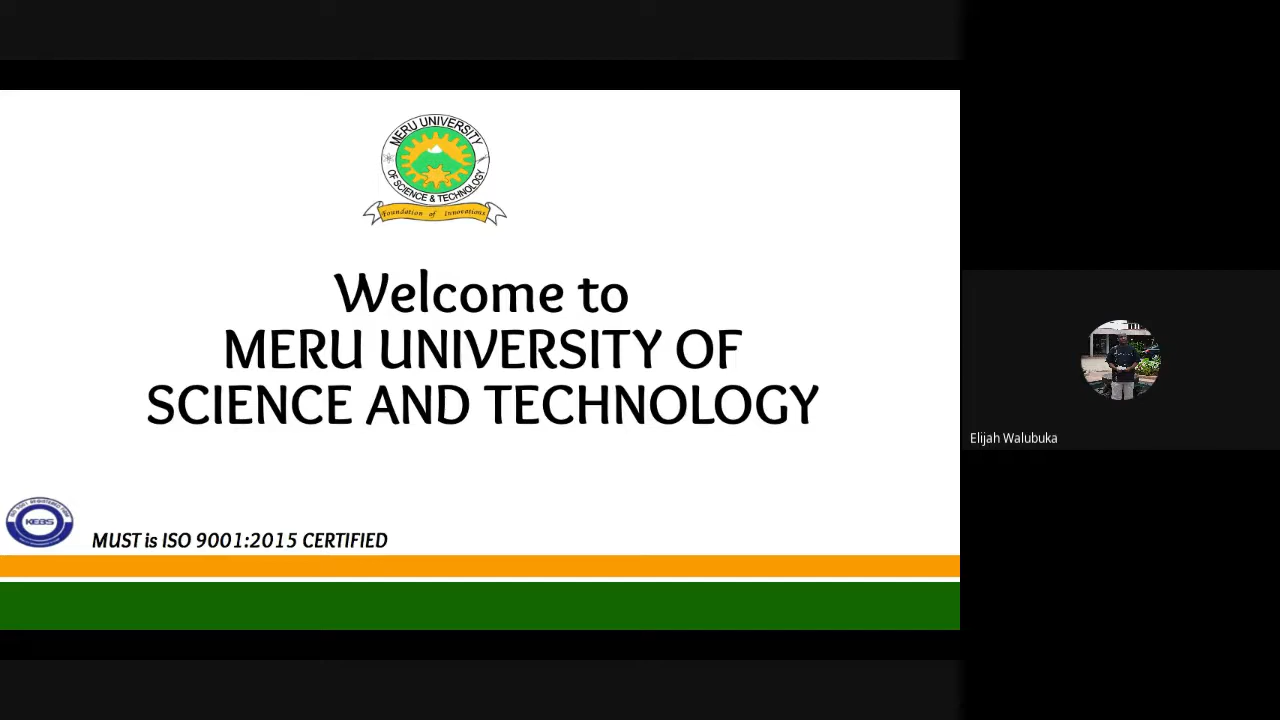 MERU UNIVERSITY
OF SCIENCE & TECHNOLOGY
Foundation of Innovations
Welcome to
MERU UNIVERSITY OF
SCIENCE AND TECHNOLOGY
Elijah Walubuka
KEBS
MUST is ISO 9001:2015 CERTIFIED